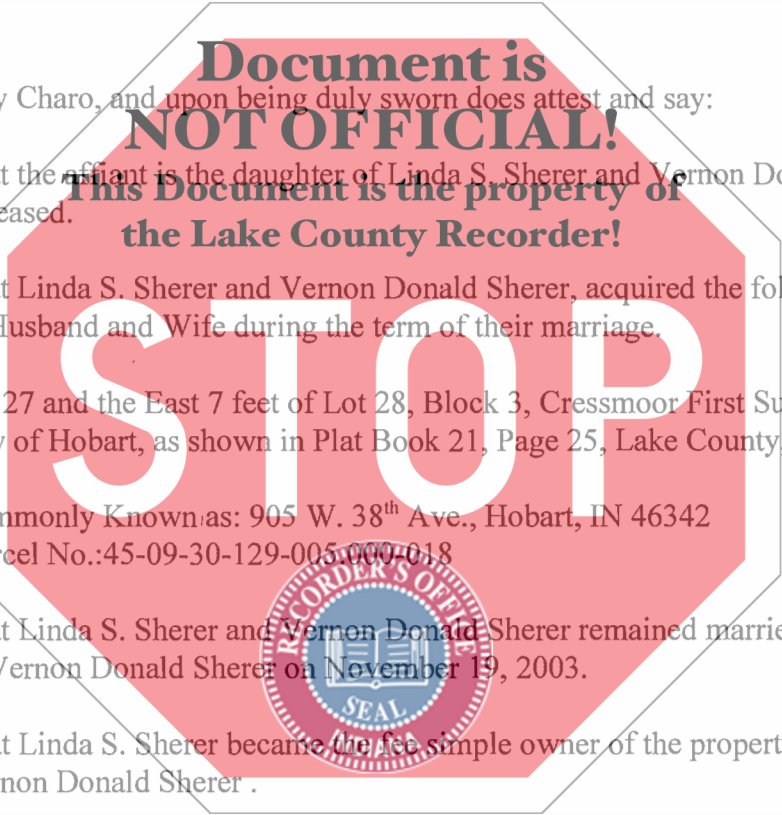 Document is
y Charo, and upon being duly sworn does attest and say:
NOT OFFICIAL!
t the affiant is the daughter of Linda S. Sherer and Vernon Do
This Document is the property of
eased.
the Lake County Recorder!
t Linda S. Sherer and Vernon Donald Sherer, acquired the fol
Husband and Wife during the term of their marriage.
STOP
27 and the East 7 feet of Lot 28, Block 3, Cressmoor First Su
y of Hobart, as shown in Plat Book 21, Page 25, Lake County,
mmonly Known as: 905 W. 38th Ave., Hobart, IN 46342
rcel No.:45-09-30-129-005.000-018
RECORDER'S OFFICE
t Linda S. Sherer and Vernon Donald Sherer remained marrie
Vernon Donald Sherer on November 19, 2003.
SEAL
INDIANA
t Linda S. Sherer became the fee simple owner of the propert
non Donald Sherer .